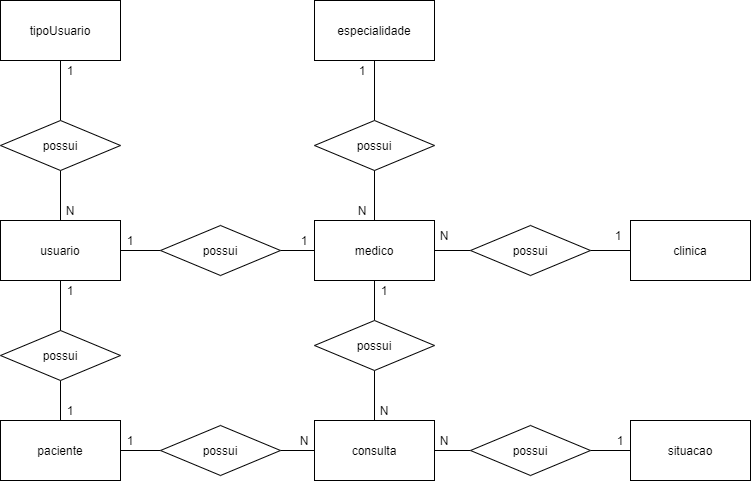 tipoUsuario
especialidade
1
1
possui
possui
N
N
usuario
1
possui
1
medico
N
possui
1
clinica
1
1
possui
possui
1
N
paciente
1
possui
N
consulta
N
possui
1
situacao